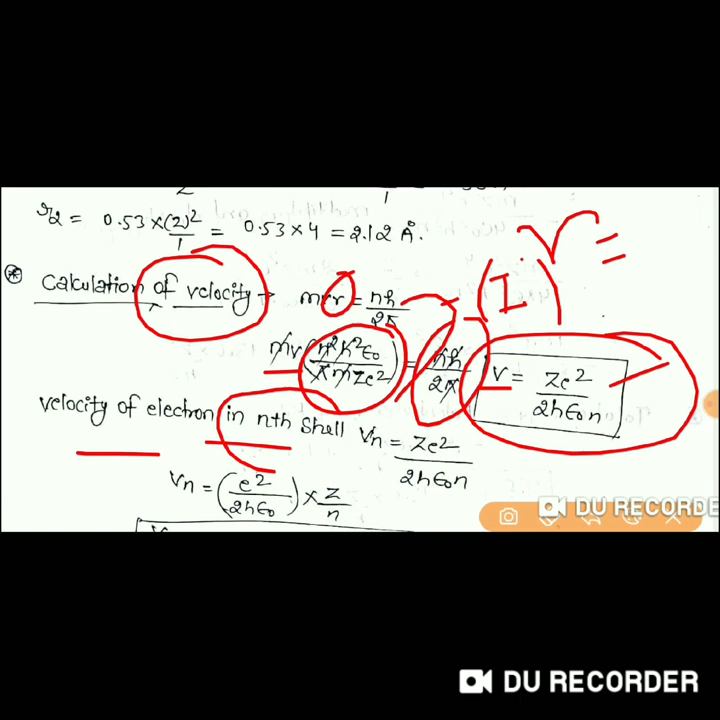 r₂ = 0.53×(2)²/1 = 0.53×4 = 2.12 Å.
r =
* Calculation of velocity → mvr = nh/2π — (I)
mv (n²h²ε₀/πmze²) = nh/2π
v = ze²/2hε₀n
velocity of electron in nth shell Vn = ze²/2hε₀n
Vn = (e²/2hε₀) × z/n
DU RECORDER
DU RECORDER